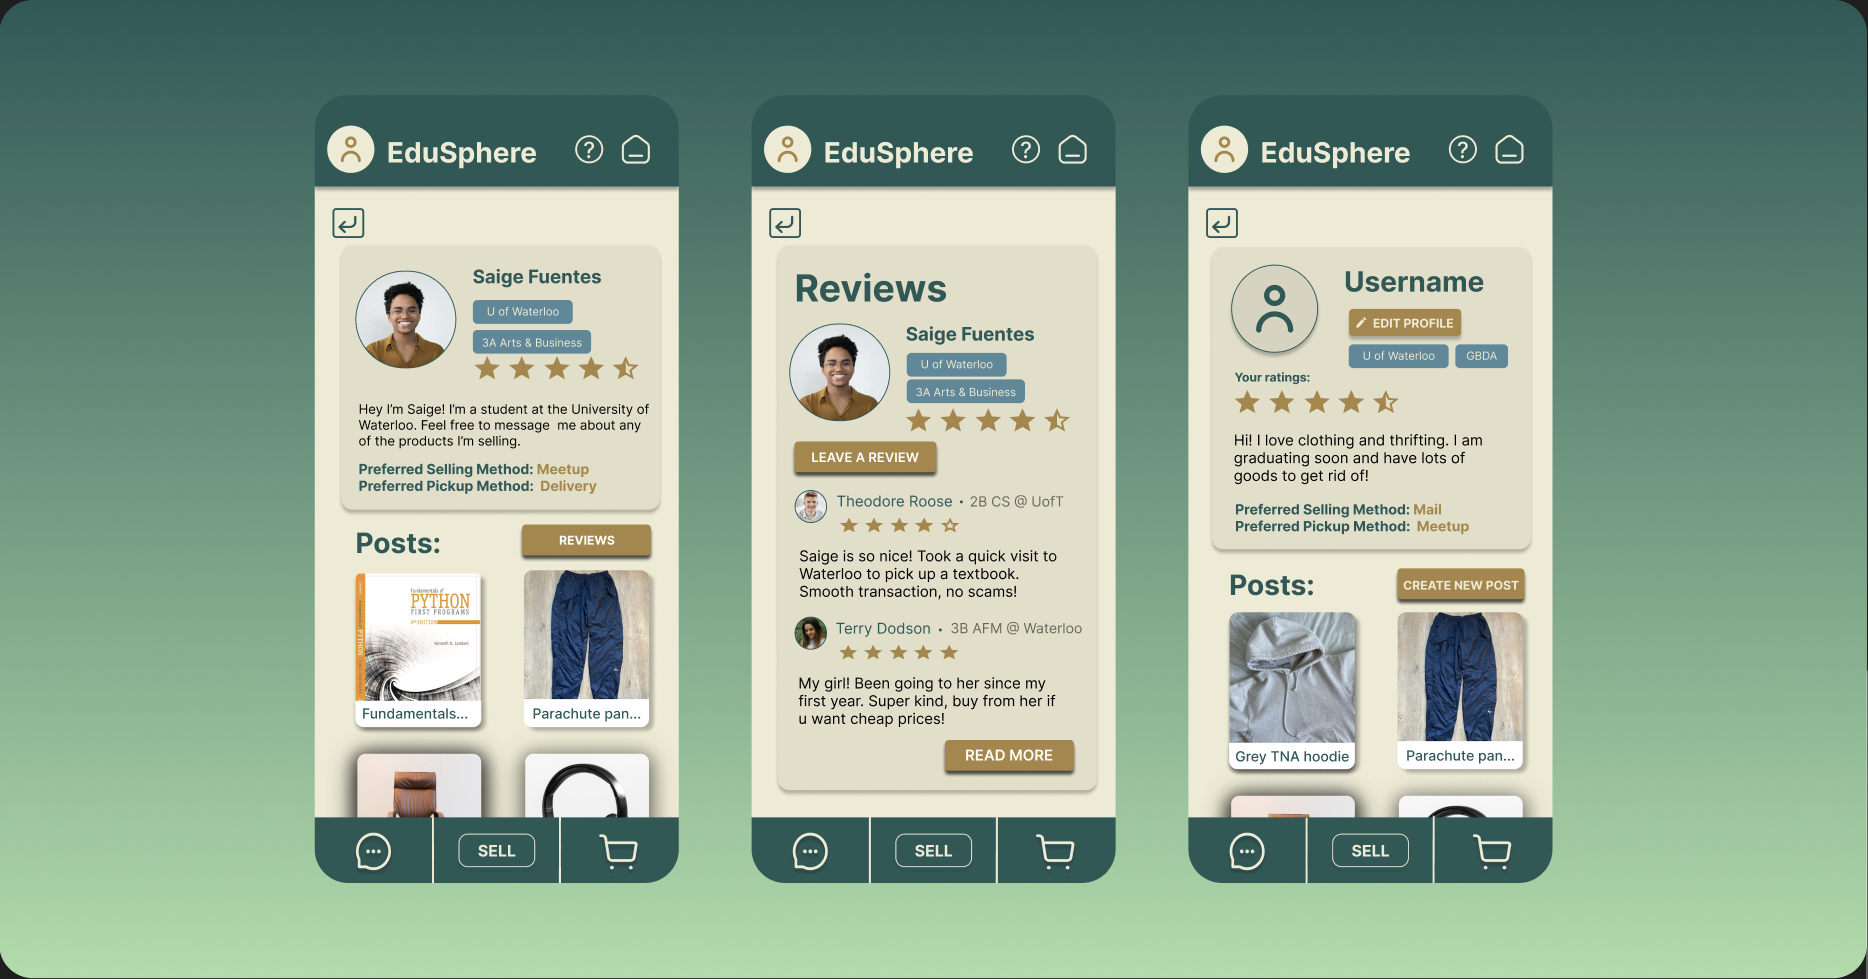 EduSphere
Saige Fuentes
U of Waterloo
3A Arts & Business
Hey I'm Saige! I'm a student at the University of
Waterloo. Feel free to message  me about any
of the products I'm selling.
Preferred Selling Method: Meetup
Preferred Pickup Method:  Delivery
Posts:
REVIEWS
Fundamentals of
PYTHON
FIRST PROGRAMS
2ND EDITION
Kenneth A. Lambert
PYTHON
Fundamentals...
Parachute pan...
SELL
EduSphere
Reviews
Saige Fuentes
U of Waterloo
3A Arts & Business
LEAVE A REVIEW
Theodore Roose • 2B CS @ UofT
Saige is so nice! Took a quick visit to
Waterloo to pick up a textbook.
Smooth transaction, no scams!
Terry Dodson • 3B AFM @ Waterloo
My girl! Been going to her since my
first year. Super kind, buy from her if
u want cheap prices!
READ MORE
SELL
EduSphere
Username
EDIT PROFILE
U of Waterloo
GBDA
Your ratings:
Hi! I love clothing and thrifting. I am
graduating soon and have lots of
goods to get rid of!
Preferred Selling Method: Mail
Preferred Pickup Method:  Meetup
Posts:
CREATE NEW POST
Grey TNA hoodie
Parachute pan...
SELL